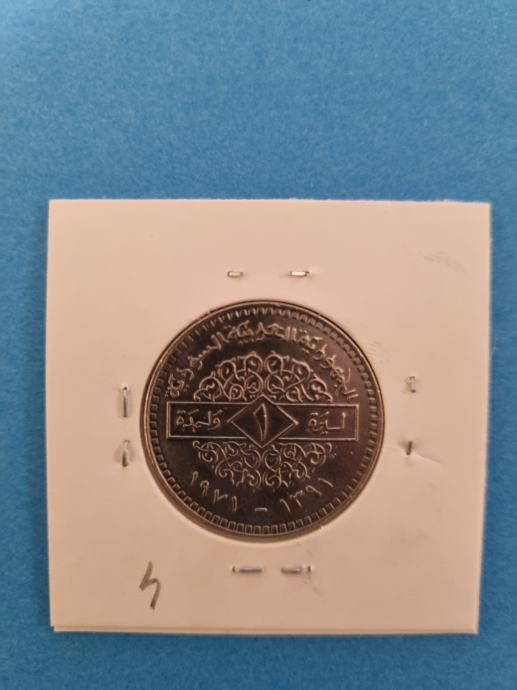 الجمهورية العربية السورية
ليرة ١ واحدة
١٣٩١ - ١٩٧١